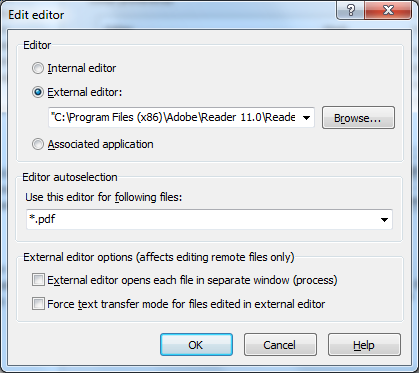 Edit editor
Editor
Internal editor
External editor:
"C:\Program Files (x86)\Adobe\Reader 11.0\Reade
Browse...
Associated application
Editor autoselection
Use this editor for following files:
*.pdf
External editor options (affects editing remote files only)
External editor opens each file in separate window (process)
Force text transfer mode for files edited in external editor
OK Cancel Help